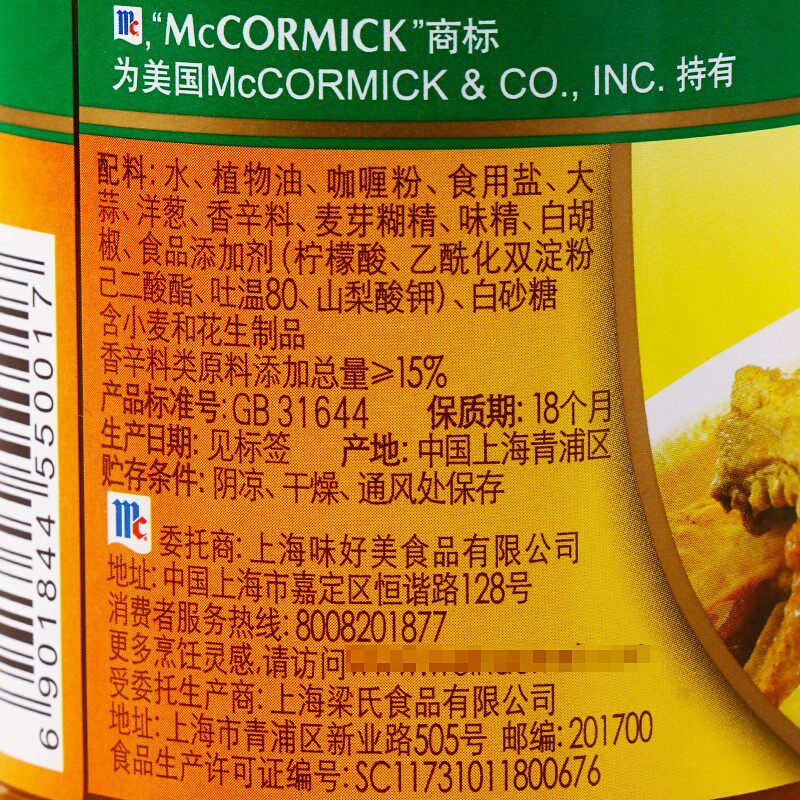 Mc, "McCORMICK"商标
为美国McCORMICK & CO., INC. 持有
配料: 水、植物油、咖喱粉、食用盐、大
蒜、洋葱、香辛料、麦芽糊精、味精、白胡
椒、食品添加剂 (柠檬酸、乙酰化双淀粉
己二酸酯、吐温80、山梨酸钾)、白砂糖
含小麦和花生制品
香辛料类原料添加总量≥15%
产品标准号: GB 31644 保质期: 18个月
生产日期: 见标签 产地: 中国上海青浦区
贮存条件: 阴凉、干燥、通风处保存
Mc 委托商: 上海味好美食品有限公司
地址: 中国上海市嘉定区恒谐路128号
消费者服务热线: 8008201877
更多烹饪灵感, 请访问
受委托生产商: 上海梁氏食品有限公司
地址: 上海市青浦区新业路505号 邮编: 201700
食品生产许可证编号: SC11731011800676
6 901844 550017